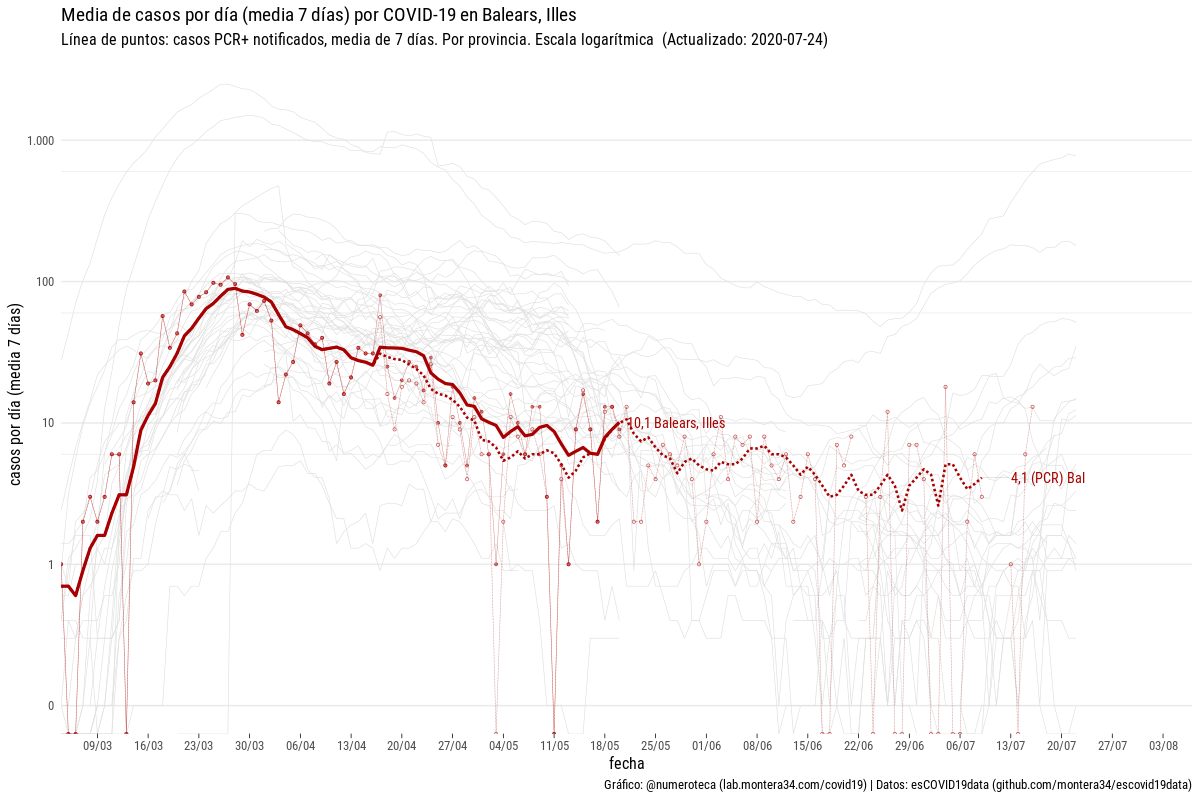 Media de casos por día (media 7 días) por COVID-19 en Balears, Illes
Línea de puntos: casos PCR+ notificados, media de 7 días. Por provincia. Escala logarítmica  (Actualizado: 2020-07-24)
casos por día (media 7 días)
1.000
100
10
1
0
10,1 Balears, Illes
4,1 (PCR) Bal
09/03 16/03 23/03 30/03 06/04 13/04 20/04 27/04 04/05 11/05 18/05 25/05 01/06 08/06 15/06 22/06 29/06 06/07 13/07 20/07 27/07 03/08
fecha
Gráfico: @numeroteca (lab.montera34.com/covid19) | Datos: esCOVID19data (github.com/montera34/escovid19data)